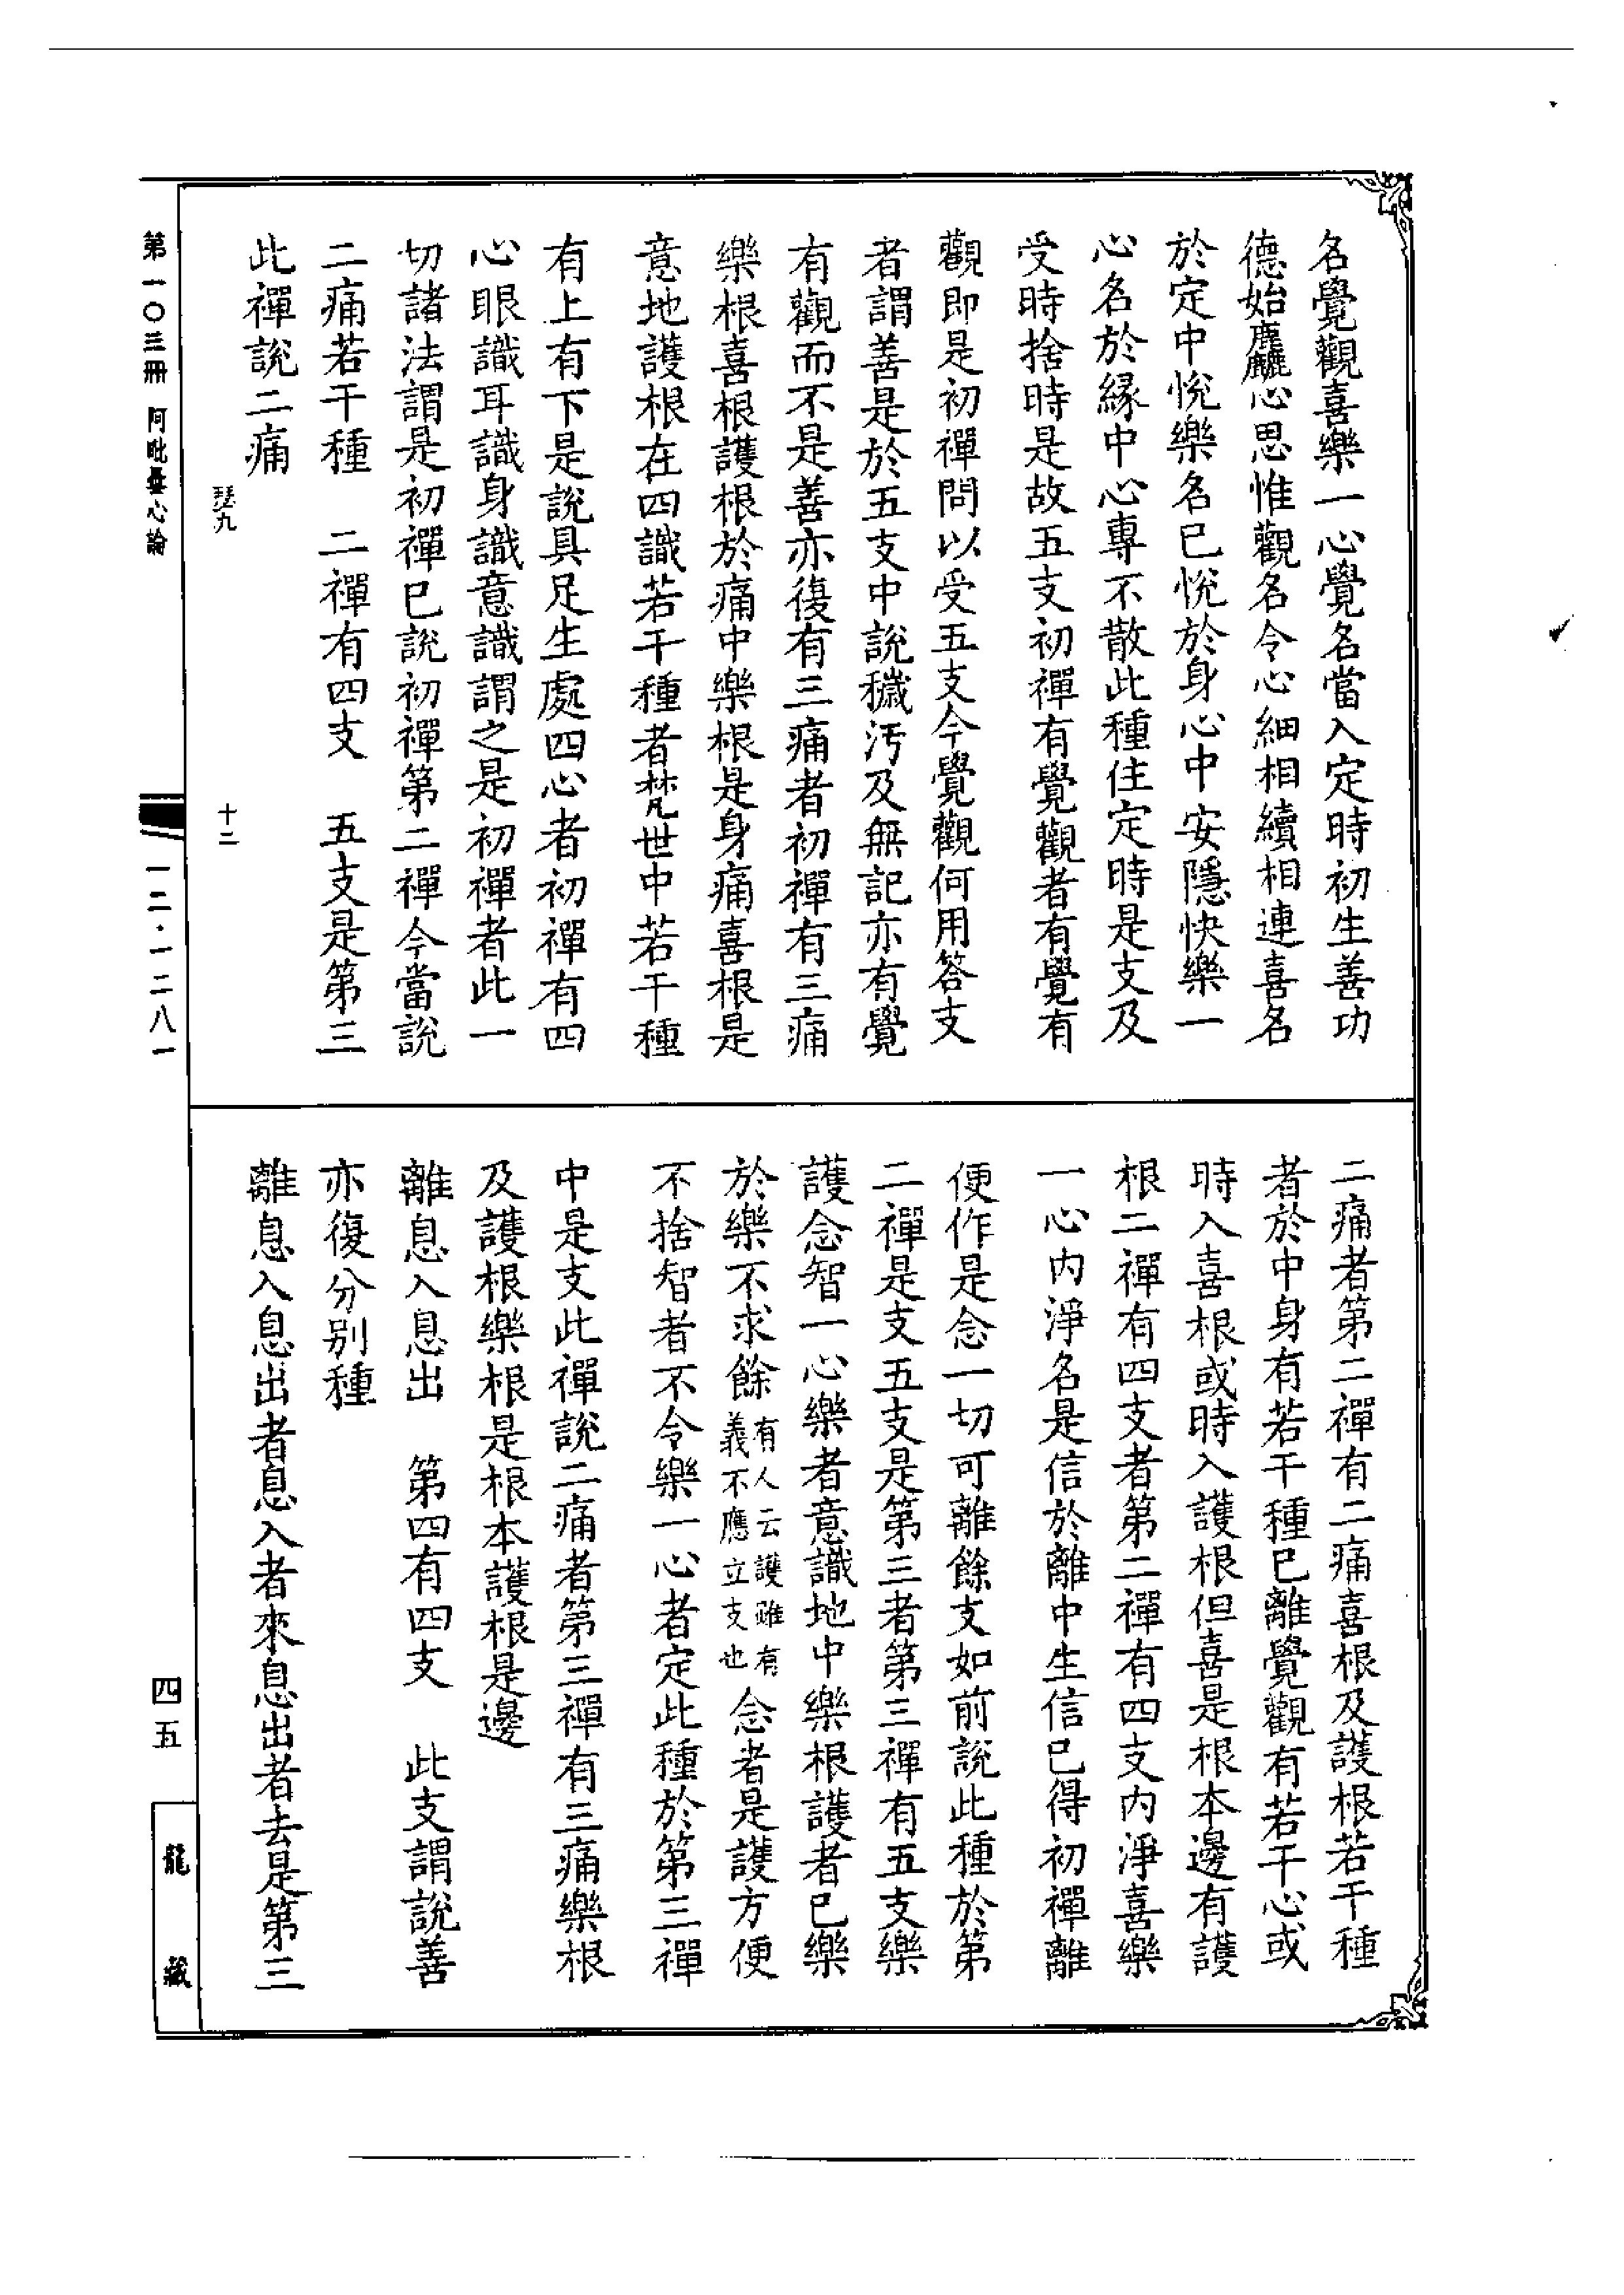 名覺觀喜樂一心覺名當入定時初生善功
德始麤心思惟觀名令心細相續相連喜名
於定中悅樂名已悅於身心中安隱快樂一
心名於緣中心專不散此種住定時是支及
受時捨時是故五支初禪有覺觀者有覺有
觀即是初禪問以受五支今覺觀何用答支
者謂善是於五支中說穢污及無記亦有覺
有觀而不是善亦復有三痛者初禪有三痛
樂根喜根護根於痛中樂根是身痛喜根是
意地護根在四識若干種者梵世中若干種
有上有下是說具足生處四心者初禪有四
心眼識耳識身識意識謂之是初禪者此一
切諸法謂是初禪已說初禪第二禪今當說
二痛若干種　二禪有四支　五支是第三
此禪說二痛
二痛者第二禪有二痛喜根及護根若干種
者於中身有若干種已離覺觀有若干心或
時入喜根或時入護根但喜是根本邊有護
根二禪有四支者第二禪有四支內淨喜樂
一心內淨名是信於離中生信已得初禪離
便作是念一切可離餘支如前說此種於第
二禪是支五支是第三者第三禪有五支樂
護念智一心樂者意識地中樂根護者已樂
於樂不求餘有人云護雖有義不應立支也念者是護方便
不捨智者不令樂一心者定此種於第三禪
中是支此禪說二痛者第三禪有三痛樂根
及護根樂根是根本護根是邊
離息入息出　第四有四支　此支謂說善
亦復分別種
離息入息出者息入者來息出者去是第三
瑟九
十二
第一〇三冊　阿毗曇心論
一二·一二八一
四五
龍藏